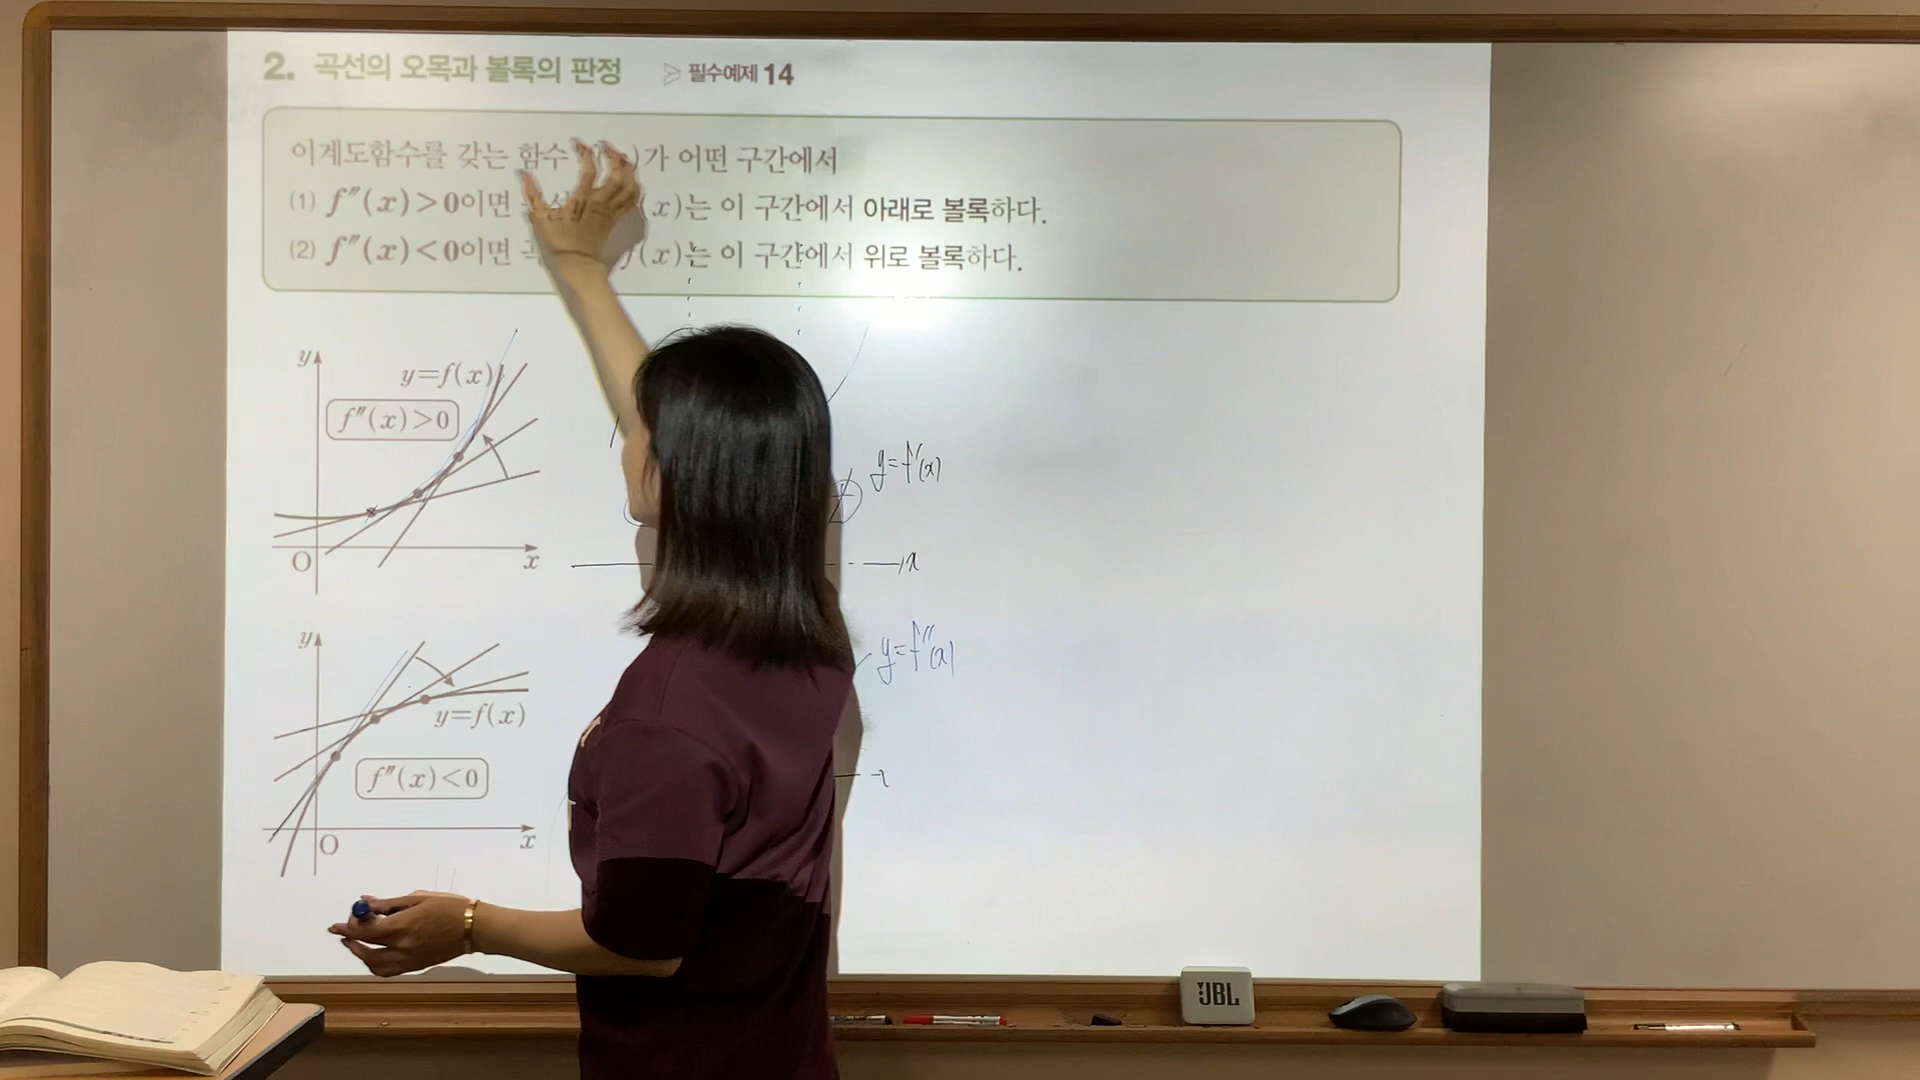 2. 곡선의 오목과 볼록의 판정 ≫ 필수예제 14
이계도함수를 갖는 함수 가 어떤 구간에서
(1) f″(x)>0이면 (x)는 이 구간에서 아래로 볼록하다.
(2) f″(x)<0이면 f(x)는 이 구간에서 위로 볼록하다.
y
y=f(x)
f″(x)>0
O
x
y=f'(x)
x
y
y=f(x)
f″(x)<0
O
x
y=f″(x)
x
JBL